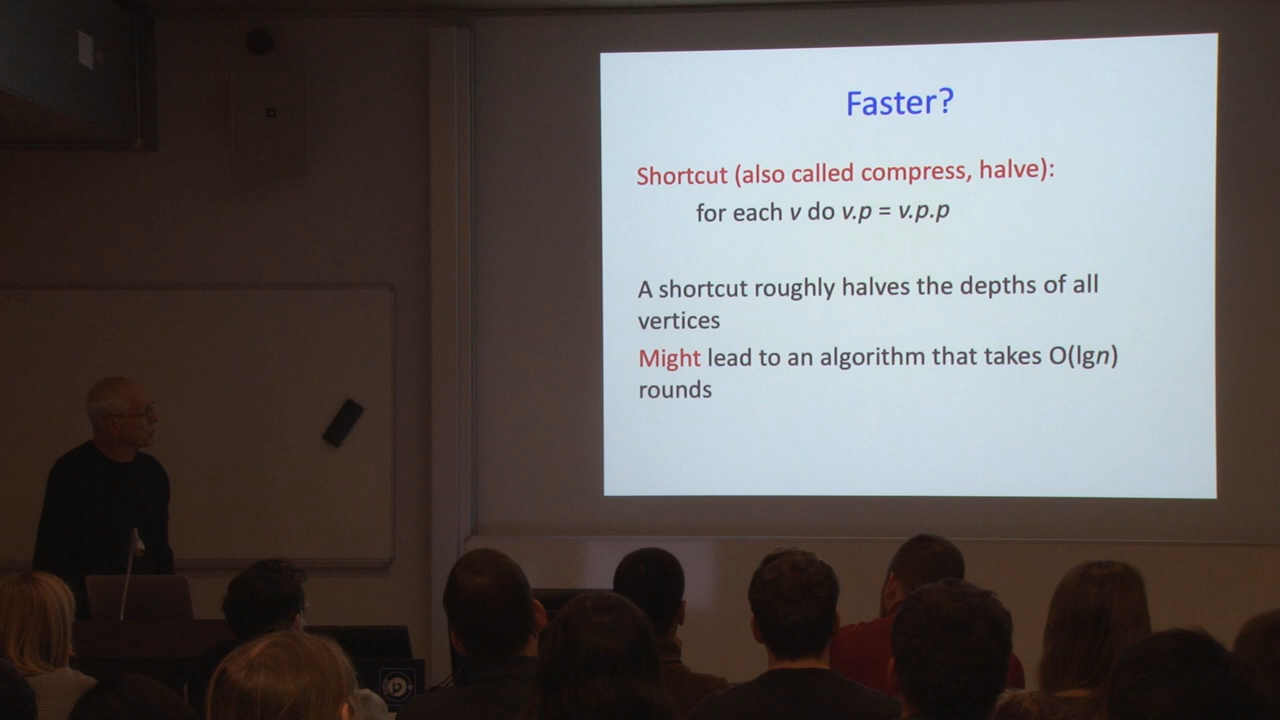 Faster?
Shortcut (also called compress, halve):
for each v do v.p = v.p.p
A shortcut roughly halves the depths of all
vertices
Might lead to an algorithm that takes O(lgn)
rounds